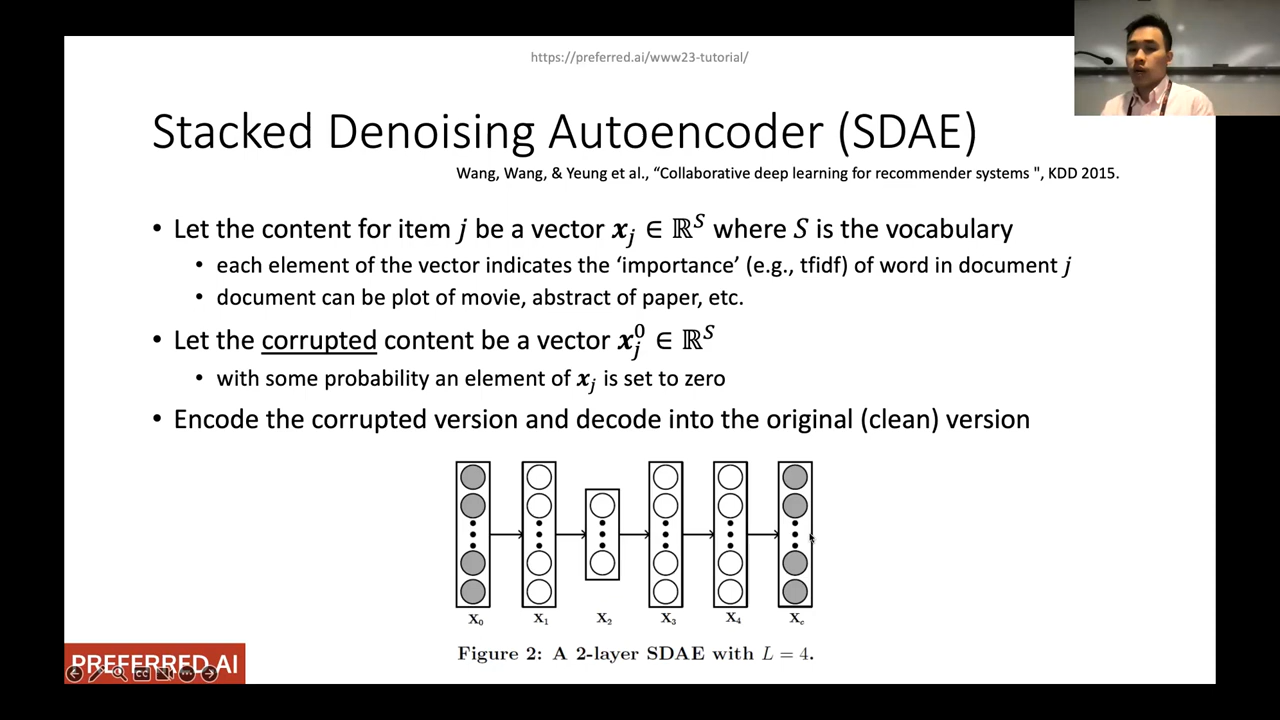 https://preferred.ai/www23-tutorial/
Stacked Denoising Autoencoder (SDAE)
Wang, Wang, & Yeung et al., “Collaborative deep learning for recommender systems ", KDD 2015.
• Let the content for item j be a vector 𝒙ⱼ ∈ ℝ^S where S is the vocabulary
• each element of the vector indicates the ‘importance’ (e.g., tfidf) of word in document j
• document can be plot of movie, abstract of paper, etc.
• Let the corrupted content be a vector 𝒙ⱼ⁰ ∈ ℝ^S
• with some probability an element of 𝒙ⱼ is set to zero
• Encode the corrupted version and decode into the original (clean) version
X₀ X₁ X₂ X₃ X₄ X_c
Figure 2: A 2-layer SDAE with L = 4.
PREFERRED.AI